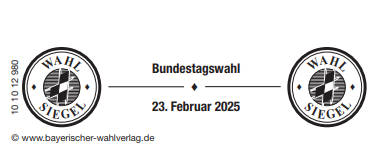 10 10 12 980
WAHL
SIEGEL
Bundestagswahl
23. Februar 2025
WAHL
SIEGEL
© www.bayerischer-wahlverlag.de